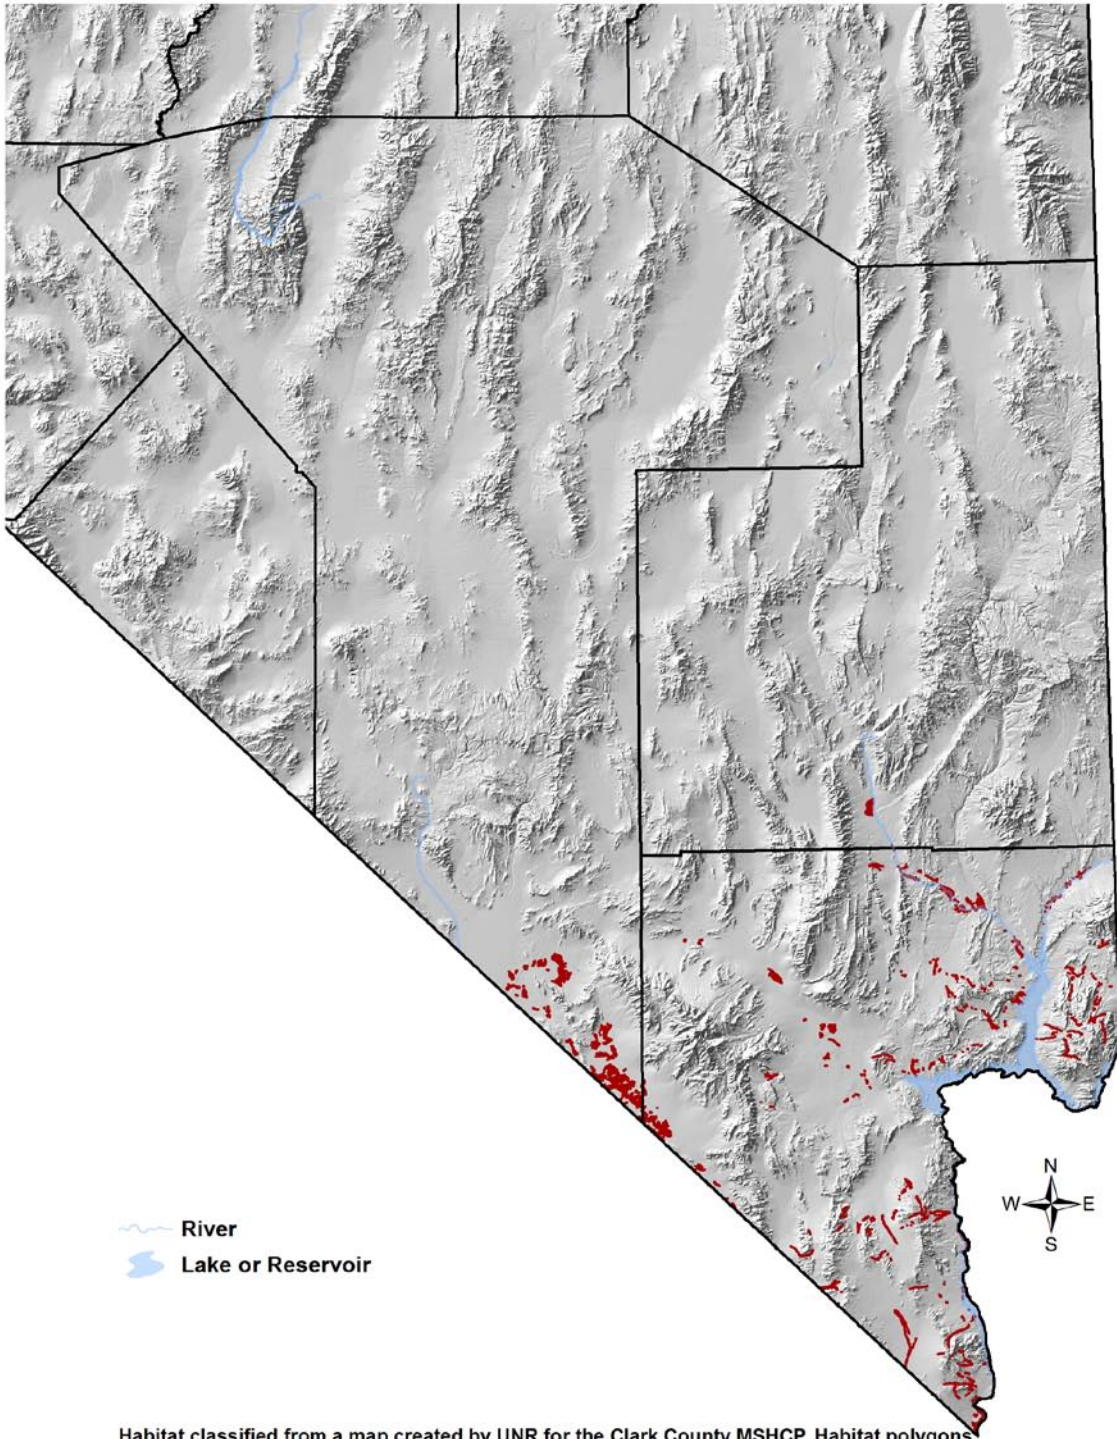 N
W E
S
River
Lake or Reservoir
Habitat classified from a map created by UNR for the Clark County MSHCP. Habitat polygons